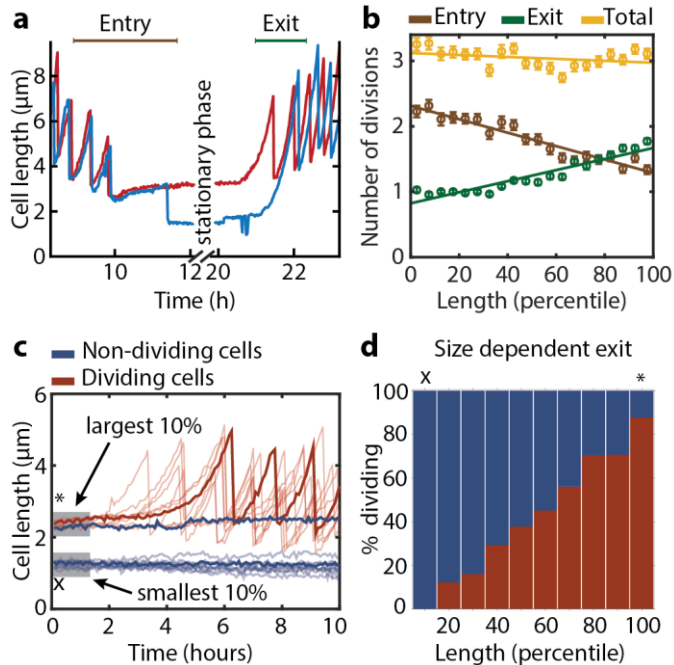 a
Entry
Exit
Cell length (μm)
8
6
4
2
0
stationary phase
10
12
20
22
Time (h)
b
Entry
Exit
Total
Number of divisions
3
2
1
0
0
20
40
60
80
100
Length (percentile)
c
Non-dividing cells
Dividing cells
Cell length (μm)
6
4
2
0
largest 10%
*
x
smallest 10%
0
2
4
6
8
10
Time (hours)
d
Size dependent exit
x
*
% dividing
100
80
60
40
20
0
20
40
60
80
100
Length (percentile)